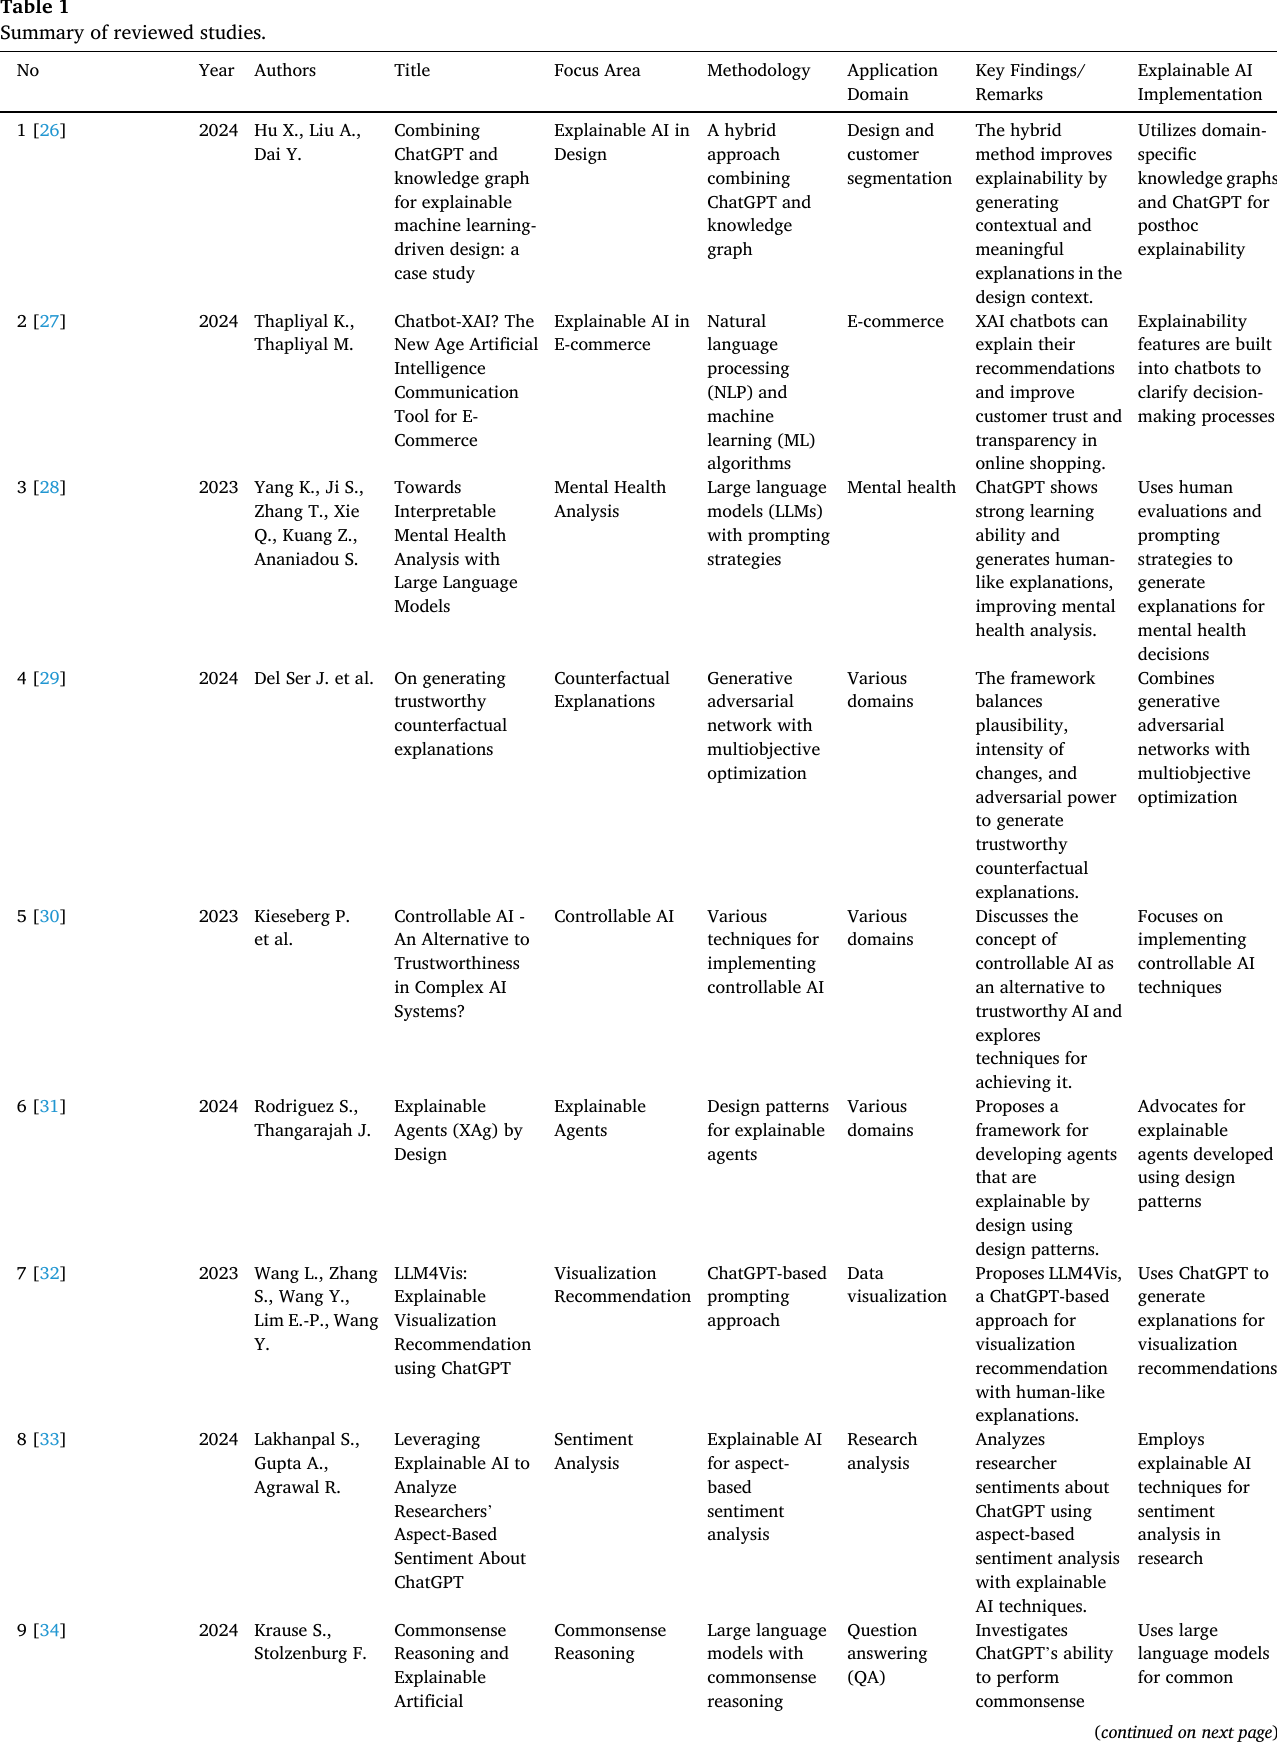 Table 1
Summary of reviewed studies.
No Year Authors Title Focus Area Methodology Application Domain Key Findings/ Remarks Explainable AI Implementation
1 [26] 2024 Hu X., Liu A., Dai Y. Combining ChatGPT and knowledge graph for explainable machine learning-driven design: a case study Explainable AI in Design A hybrid approach combining ChatGPT and knowledge graph Design and customer segmentation The hybrid method improves explainability by generating contextual and meaningful explanations in the design context. Utilizes domain-specific knowledge graphs and ChatGPT for posthoc explainability
2 [27] 2024 Thapliyal K., Thapliyal M. Chatbot-XAI? The New Age Artificial Intelligence Communication Tool for E-Commerce Explainable AI in E-commerce Natural language processing (NLP) and machine learning (ML) algorithms E-commerce XAI chatbots can explain their recommendations and improve customer trust and transparency in online shopping. Explainability features are built into chatbots to clarify decision-making processes
3 [28] 2023 Yang K., Ji S., Zhang T., Xie Q., Kuang Z., Ananiadou S. Towards Interpretable Mental Health Analysis with Large Language Models Mental Health Analysis Large language models (LLMs) with prompting strategies Mental health ChatGPT shows strong learning ability and generates human-like explanations, improving mental health analysis. Uses human evaluations and prompting strategies to generate explanations for mental health decisions
4 [29] 2024 Del Ser J. et al. On generating trustworthy counterfactual explanations Counterfactual Explanations Generative adversarial network with multiobjective optimization Various domains The framework balances plausibility, intensity of changes, and adversarial power to generate trustworthy counterfactual explanations. Combines generative adversarial networks with multiobjective optimization
5 [30] 2023 Kieseberg P. et al. Controllable AI - An Alternative to Trustworthiness in Complex AI Systems? Controllable AI Various techniques for implementing controllable AI Various domains Discusses the concept of controllable AI as an alternative to trustworthy AI and explores techniques for achieving it. Focuses on implementing controllable AI techniques
6 [31] 2024 Rodriguez S., Thangarajah J. Explainable Agents (XAg) by Design Explainable Agents Design patterns for explainable agents Various domains Proposes a framework for developing agents that are explainable by design using design patterns. Advocates for explainable agents developed using design patterns
7 [32] 2023 Wang L., Zhang S., Wang Y., Lim E.-P., Wang Y. LLM4Vis: Explainable Visualization Recommendation using ChatGPT Visualization Recommendation ChatGPT-based prompting approach Data visualization Proposes LLM4Vis, a ChatGPT-based approach for visualization recommendation with human-like explanations. Uses ChatGPT to generate explanations for visualization recommendations
8 [33] 2024 Lakhanpal S., Gupta A., Agrawal R. Leveraging Explainable AI to Analyze Researchers’ Aspect-Based Sentiment About ChatGPT Sentiment Analysis Explainable AI for aspect-based sentiment analysis Research analysis Analyzes researcher sentiments about ChatGPT using aspect-based sentiment analysis with explainable AI techniques. Employs explainable AI techniques for sentiment analysis in research
9 [34] 2024 Krause S., Stolzenburg F. Commonsense Reasoning and Explainable Artificial Commonsense Reasoning Large language models with commonsense reasoning Question answering (QA) Investigates ChatGPT’s ability to perform commonsense Uses large language models for common
(continued on next page)